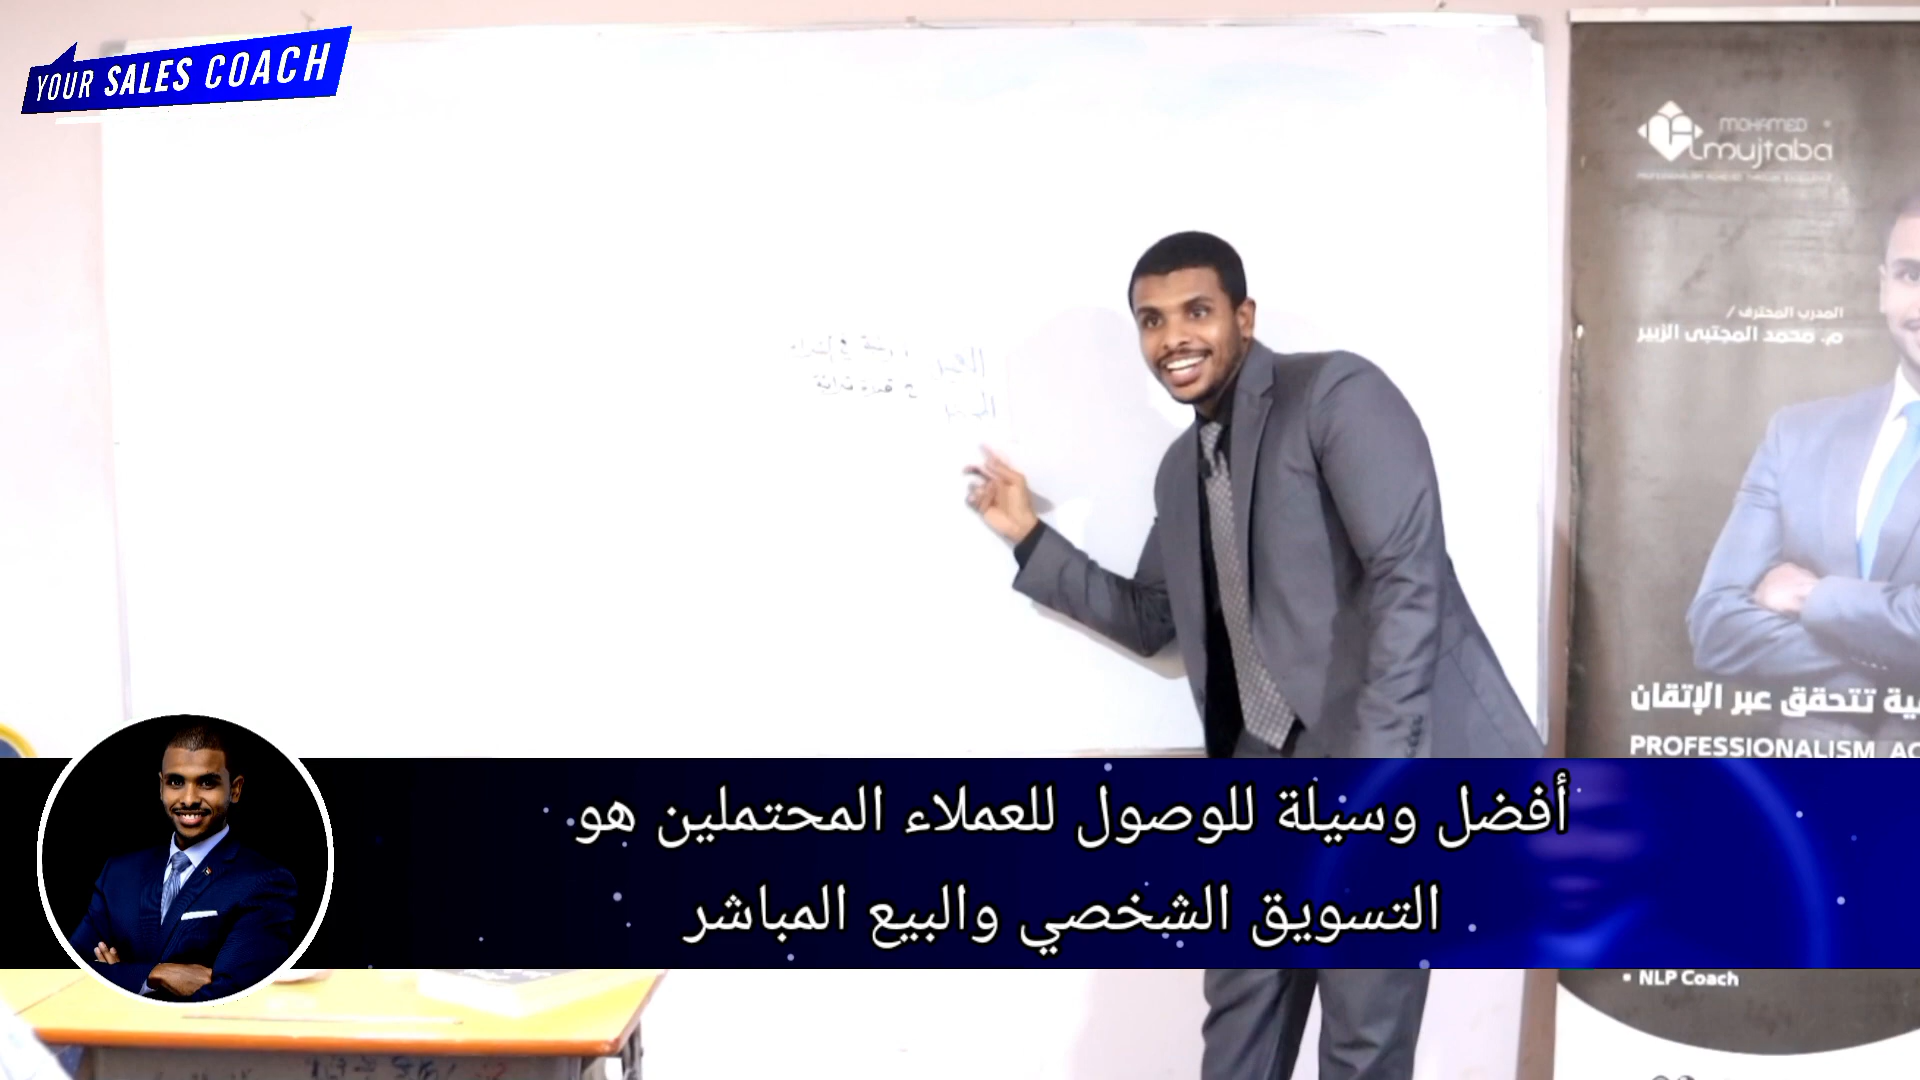 YOUR SALES COACH
MOHAMED
Almujtaba
المدرب المحترف /
م. محمد المجتبى الزبير
تتحقق عبر الإتقان
PROFESSIONALISM
أفضل وسيلة للوصول للعملاء المحتملين هو
التسويق الشخصي والبيع المباشر
• NLP Coach